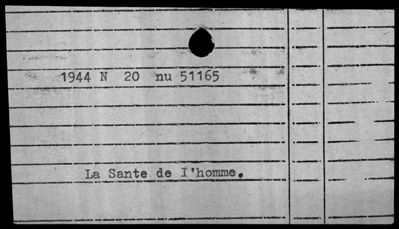 1944 N 20 nu 51165
La Sante de I'homme.